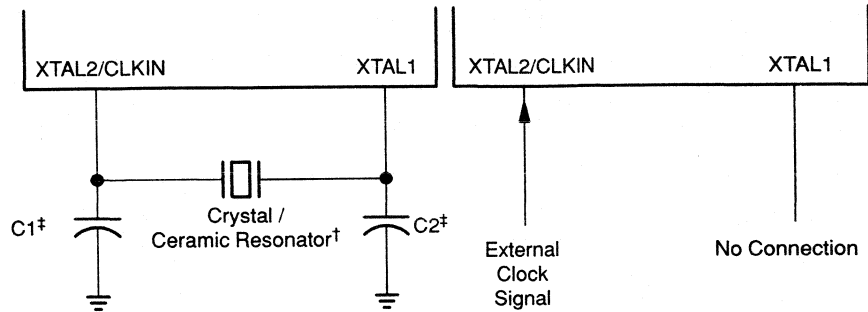 XTAL2/CLKIN
XTAL1
C1‡
Crystal /
Ceramic Resonator†
C2‡
XTAL2/CLKIN
XTAL1
External
Clock
Signal
No Connection